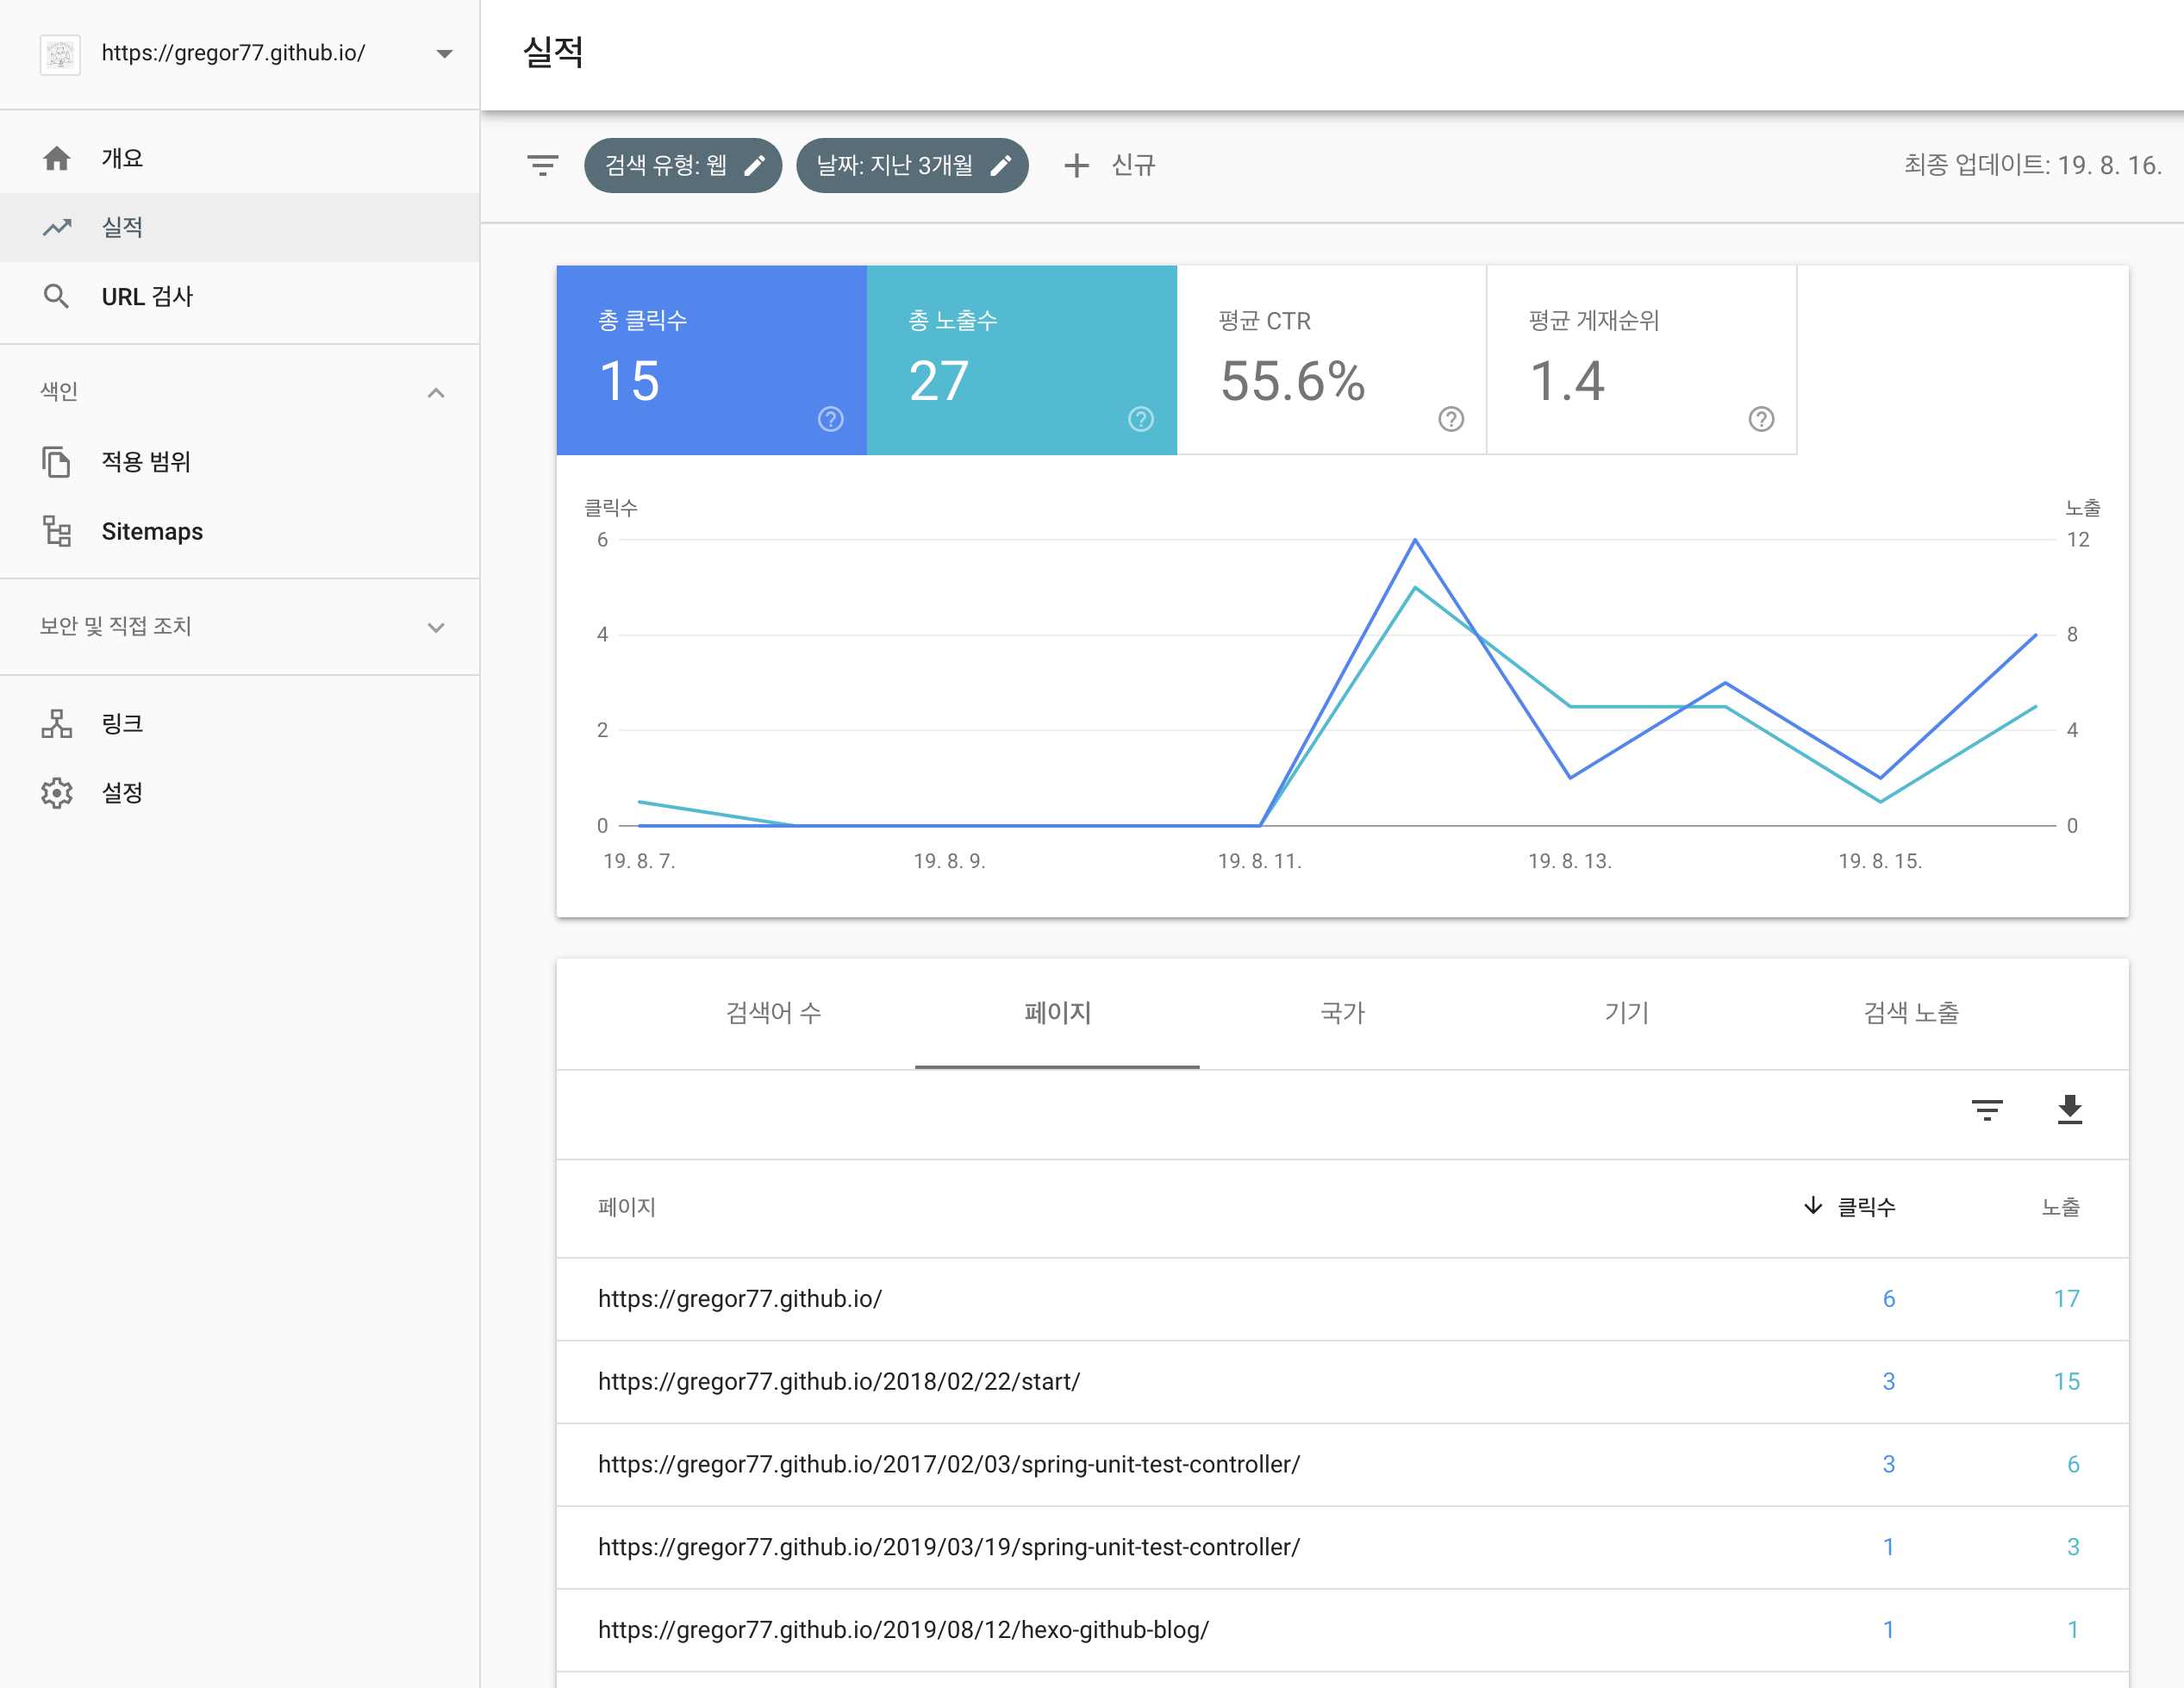 https://gregor77.github.io/
개요
실적
URL 검사
색인
적용 범위
Sitemaps
보안 및 직접 조치
링크
설정
실적
검색 유형: 웹
날짜: 지난 3개월
신규
최종 업데이트: 19. 8. 16.
총 클릭수
15
총 노출수
27
평균 CTR
55.6%
평균 게재순위
1.4
클릭수 노출
6 12
4 8
2 4
0 0
19. 8. 7. 19. 8. 9. 19. 8. 11. 19. 8. 13. 19. 8. 15.
검색어 수 페이지 국가 기기 검색 노출
페이지 클릭수 노출
https://gregor77.github.io/ 6 17
https://gregor77.github.io/2018/02/22/start/ 3 15
https://gregor77.github.io/2017/02/03/spring-unit-test-controller/ 3 6
https://gregor77.github.io/2019/03/19/spring-unit-test-controller/ 1 3
https://gregor77.github.io/2019/08/12/hexo-github-blog/ 1 1